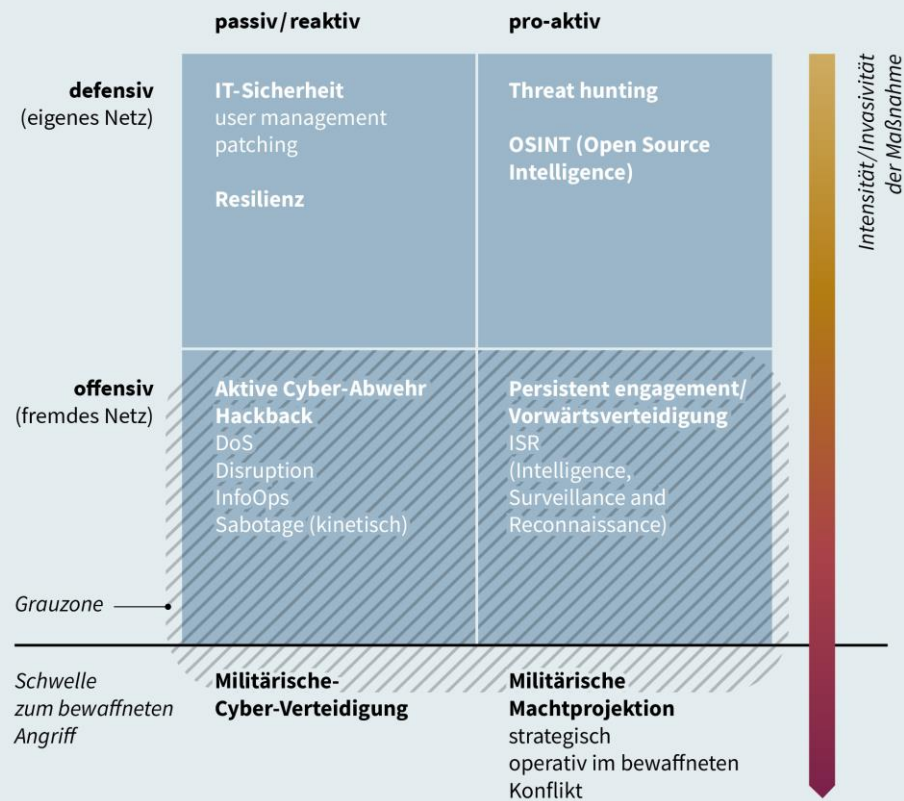 passiv/reaktiv
pro-aktiv
Intensität/Invasivität
der Maßnahme
defensiv
(eigenes Netz)
IT-Sicherheit
user management
patching
Resilienz
Threat hunting
OSINT (Open Source
Intelligence)
offensiv
(fremdes Netz)
Aktive Cyber-Abwehr
Hackback
DoS
Disruption
InfoOps
Sabotage (kinetisch)
Persistent engagement/
Vorwärtsverteidigung
ISR
(Intelligence,
Surveillance and
Reconnaissance)
Grauzone
Schwelle
zum bewaffneten
Angriff
Militärische-
Cyber-Verteidigung
Militärische
Machtprojektion
strategisch
operativ im bewaffneten
Konflikt